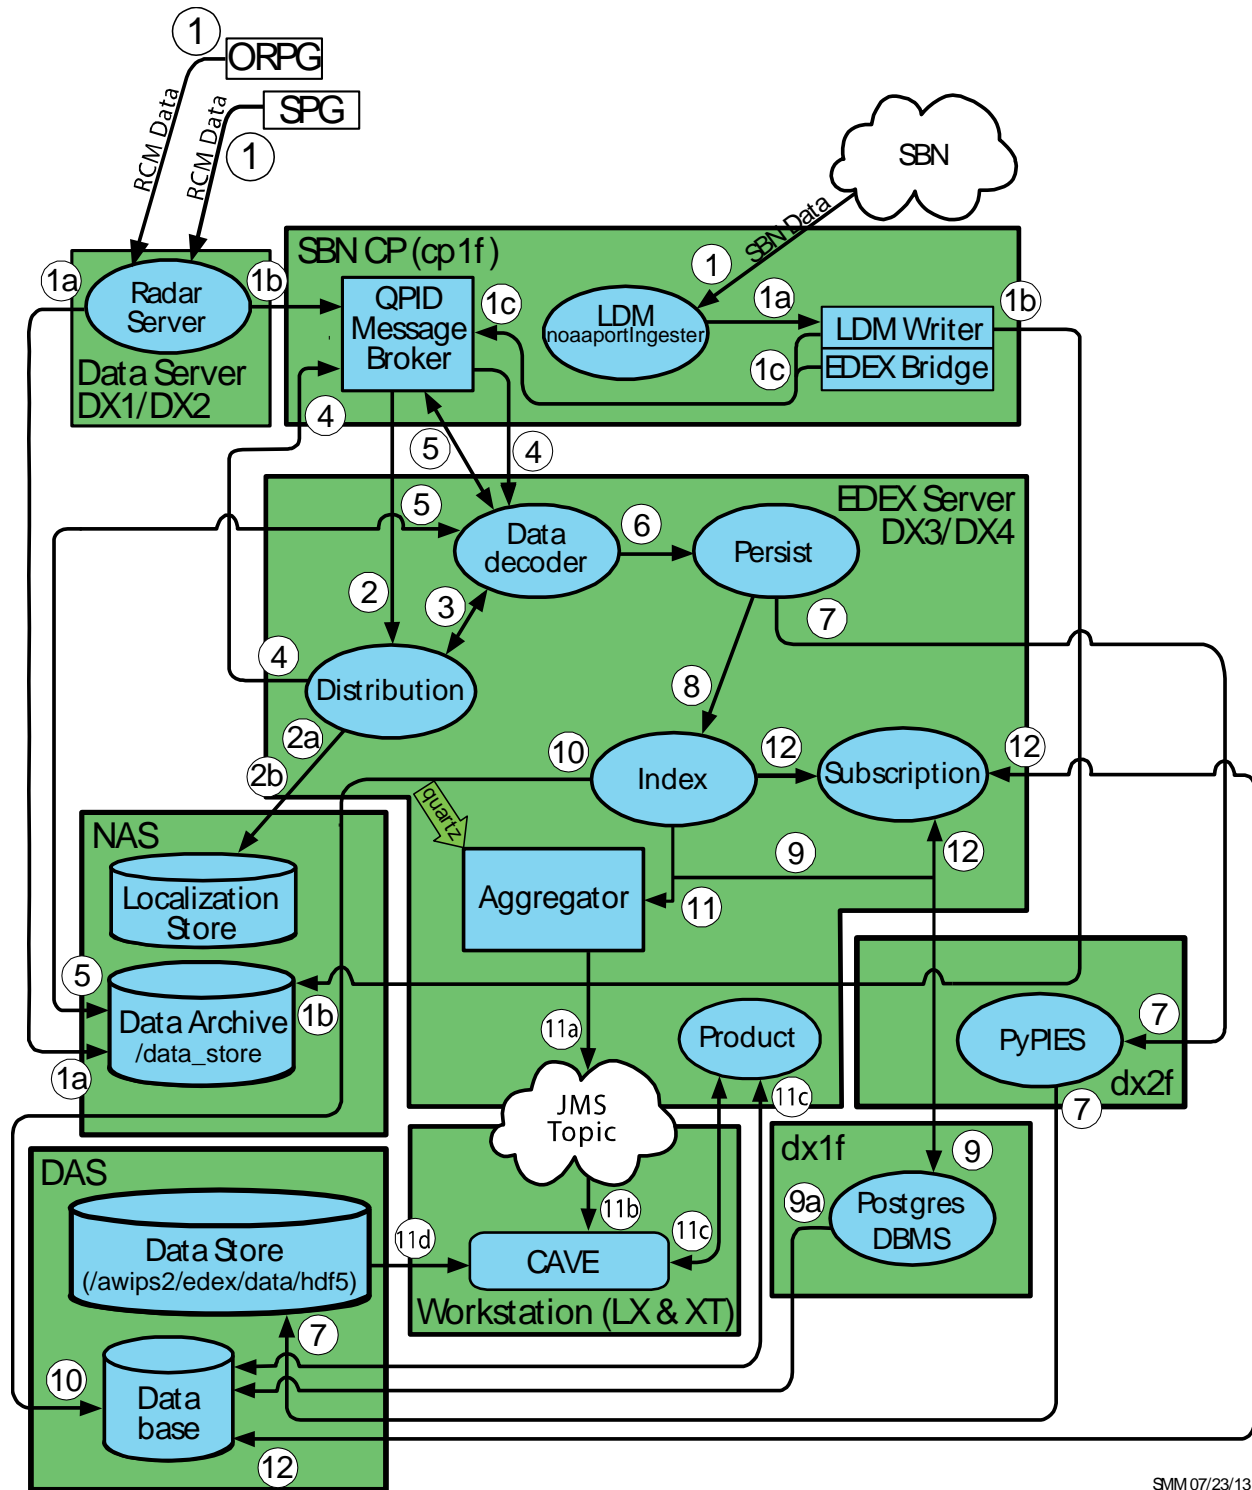 1
ORPG
RCM Data
SPG
RCM Data
1
SBN
SBN Data
SBN CP (cp1f)
1
1a
Radar
Server
1b
Data Server
DX1/DX2
QPID
Message
Broker
1c
LDM
noaaportIngester
1a
LDM Writer
EDEX Bridge
1b
1c
4
5
4
EDEX Server
DX3/DX4
5
Data
decoder
6
Persist
2
3
7
4
Distribution
8
2a
2b
10
Index
12
Subscription
12
quartz
NAS
Localization
Store
Aggregator
11
9
12
5
Data Archive
/data_store
1b
1a
11a
Product
11c
PyPIES
7
dx2f
7
JMS
Topic
dx1f
9
9a
Postgres
DBMS
DAS
Data Store
(/awips2/edex/data/hdf5)
11d
11b
11c
CAVE
Workstation (LX & XT)
7
10
Data
base
12
SMM 07/23/13